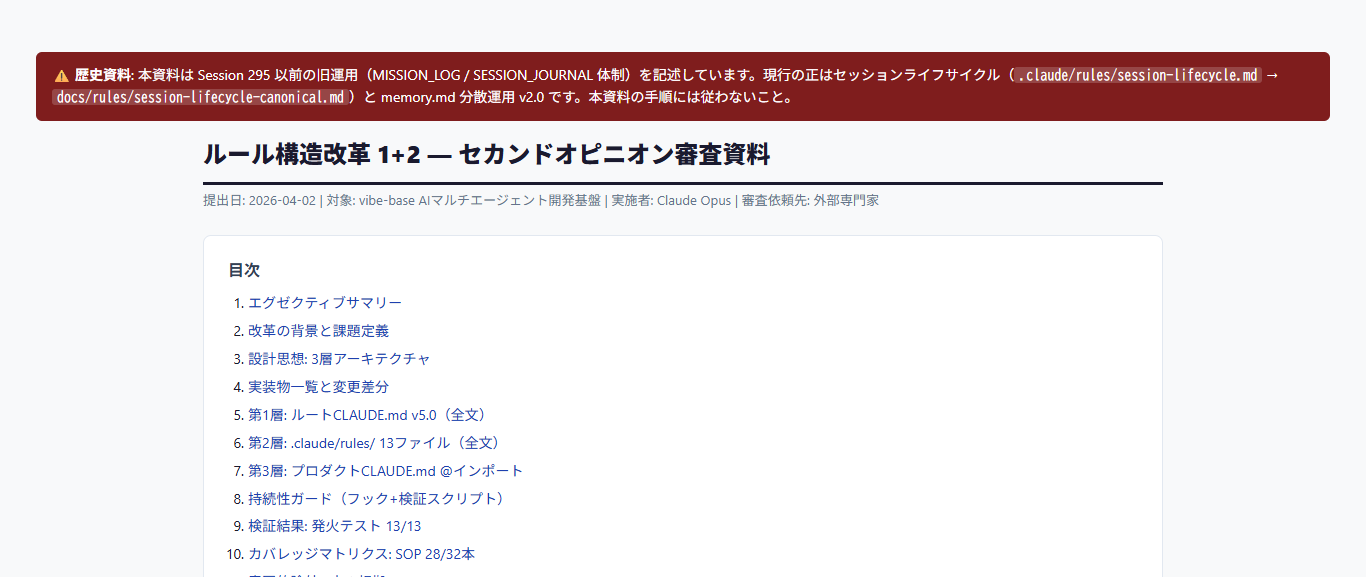 ⚠ 歴史資料: 本資料は Session 295 以前の旧運用（MISSION_LOG / SESSION_JOURNAL 体制）を記述しています。現行の正はセッションライフサイクル（ .claude/rules/session-lifecycle.md →
docs/rules/session-lifecycle-canonical.md ）と memory.md 分散運用 v2.0 です。本資料の手順には従わないこと。
ルール構造改革 1+2 — セカンドオピニオン審査資料
提出日: 2026-04-02 | 対象: vibe-base AIマルチエージェント開発基盤 | 実施者: Claude Opus | 審査依頼先: 外部専門家
目次
1. エグゼクティブサマリー
2. 改革の背景と課題定義
3. 設計思想: 3層アーキテクチャ
4. 実装物一覧と変更差分
5. 第1層: ルートCLAUDE.md v5.0（全文）
6. 第2層: .claude/rules/ 13ファイル（全文）
7. 第3層: プロダクトCLAUDE.md @インポート
8. 持続性ガード（フック+検証スクリプト）
9. 検証結果: 発火テスト 13/13
10. カバレッジマトリクス: SOP 28/32本